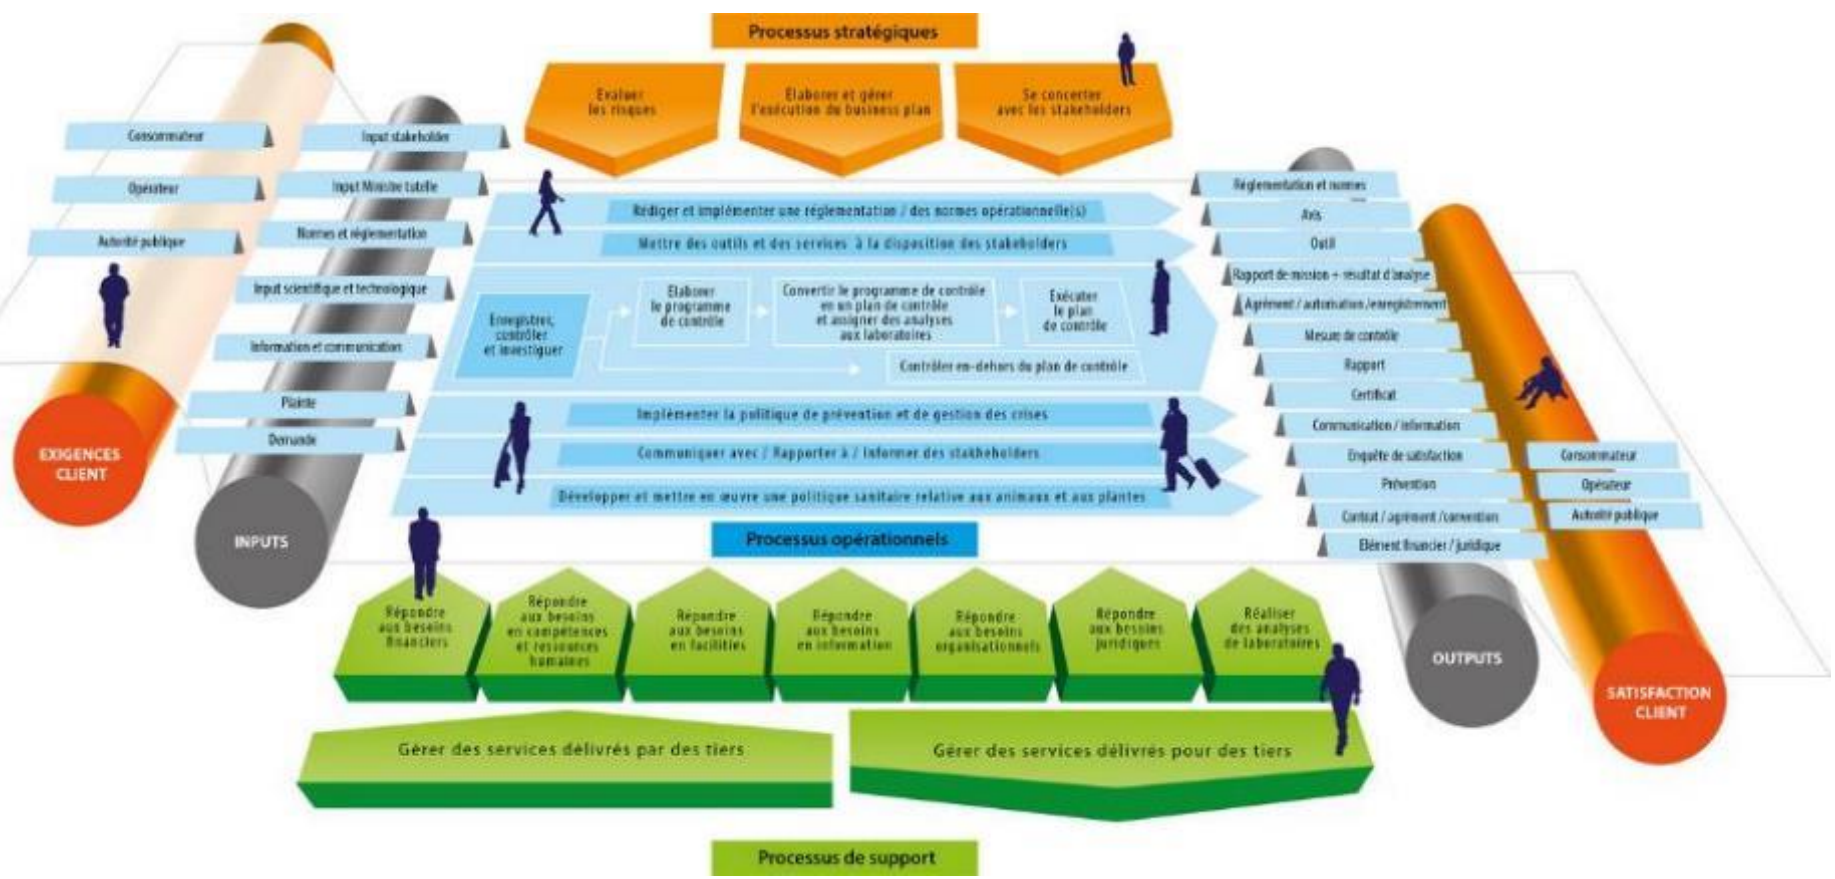 Processus stratégiques
Evaluer
les risques
Elaborer et gérer
l'exécution du business plan
Se concerter
avec les stakeholders
Consommateur
Opérateur
Autorité publique
Input stakeholder
Input Ministre tutelle
Normes et réglementation
Input scientifique et technologique
Information et communication
Plainte
Demande
EXIGENCES
CLIENT
INPUTS
Rédiger et implémenter une réglementation / des normes opérationnelle(s)
Mettre des outils et des services à la disposition des stakeholders
Enregistrer,
contrôler
et investiguer
Elaborer
le programme
de contrôle
Convertir le programme de contrôle
en un plan de contrôle
et assigner des analyses
aux laboratoires
Exécuter
le plan
de contrôle
Contrôler en-dehors du plan de contrôle
Implémenter la politique de prévention et de gestion des crises
Communiquer avec / Rapporter à / Informer des stakheholders
Développer et mettre en œuvre une politique sanitaire relative aux animaux et aux plantes
Processus opérationnels
Réglementation et normes
Avis
Outil
Rapport de mission + résultat d'analyse
Agrément / autorisation /enregistrement
Mesure de contrôle
Rapport
Certificat
Communication / information
Enquête de satisfaction
Prévention
Contrat / agrément /convention
Elément financier / juridique
Consommateur
Opérateur
Autorité publique
OUTPUTS
SATISFACTION
CLIENT
Répondre
aux besoins
financiers
Répondre
aux besoins
en compétences
et ressources
humaines
Répondre
aux besoins
en facilities
Répondre
aux besoins
en information
Répondre
aux besoins
organisationnels
Répondre
aux besoins
juridiques
Réaliser
des analyses
de laboratoires
Gérer des services délivrés par des tiers
Gérer des services délivrés pour des tiers
Processus de support